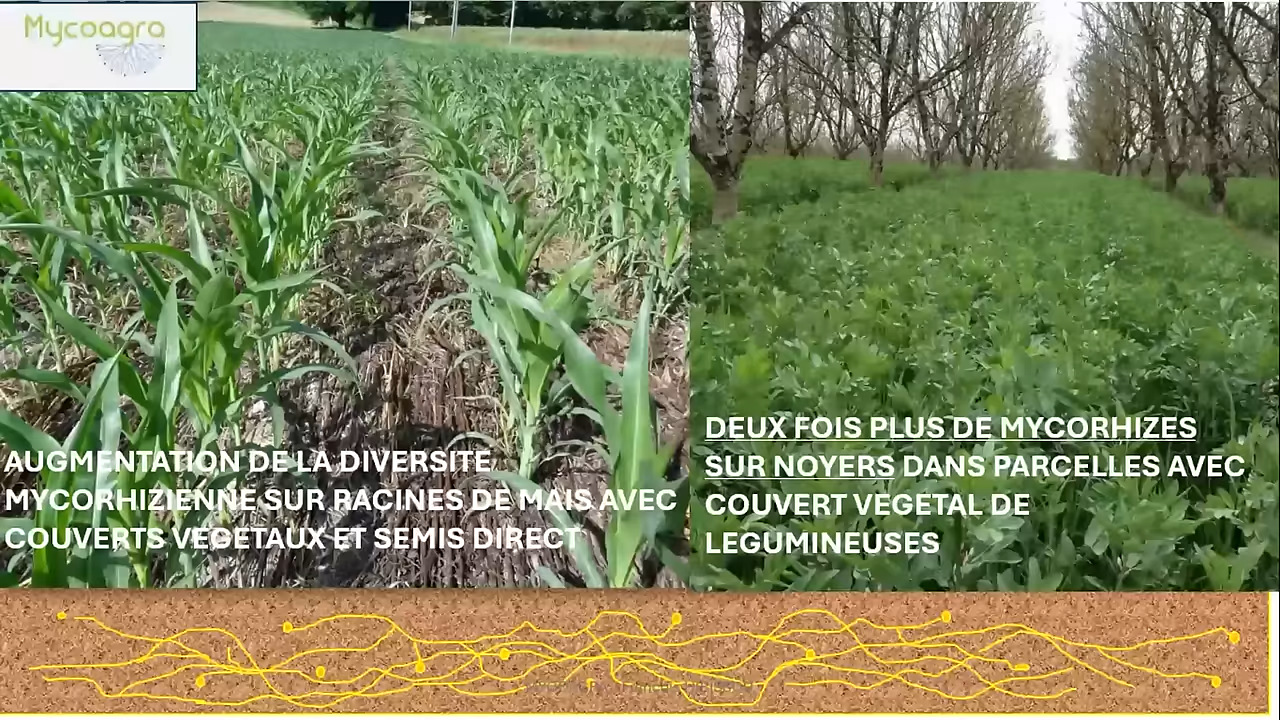 Mycoagra
AUGMENTATION DE LA DIVERSITE
MYCORHIZIENNE SUR RACINES DE MAIS AVEC
COUVERTS VEGETAUX ET SEMIS DIRECT
DEUX FOIS PLUS DE MYCORHIZES
SUR NOYERS DANS PARCELLES AVEC
COUVERT VEGETAL DE
LEGUMINEUSES